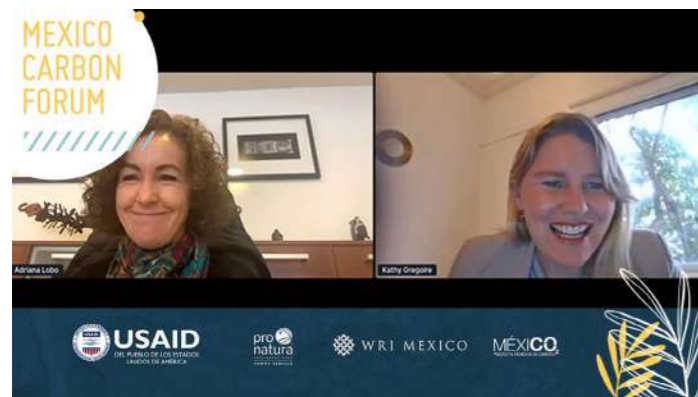 MEXICO
CARBON
FORUM
Adriana Lobo
Kathy Gregoire
USAID
DEL PUEBLO DE LOS ESTADOS
UNIDOS DE AMÉRICA
pro
natura
WRI MEXICO
MÉXICO2